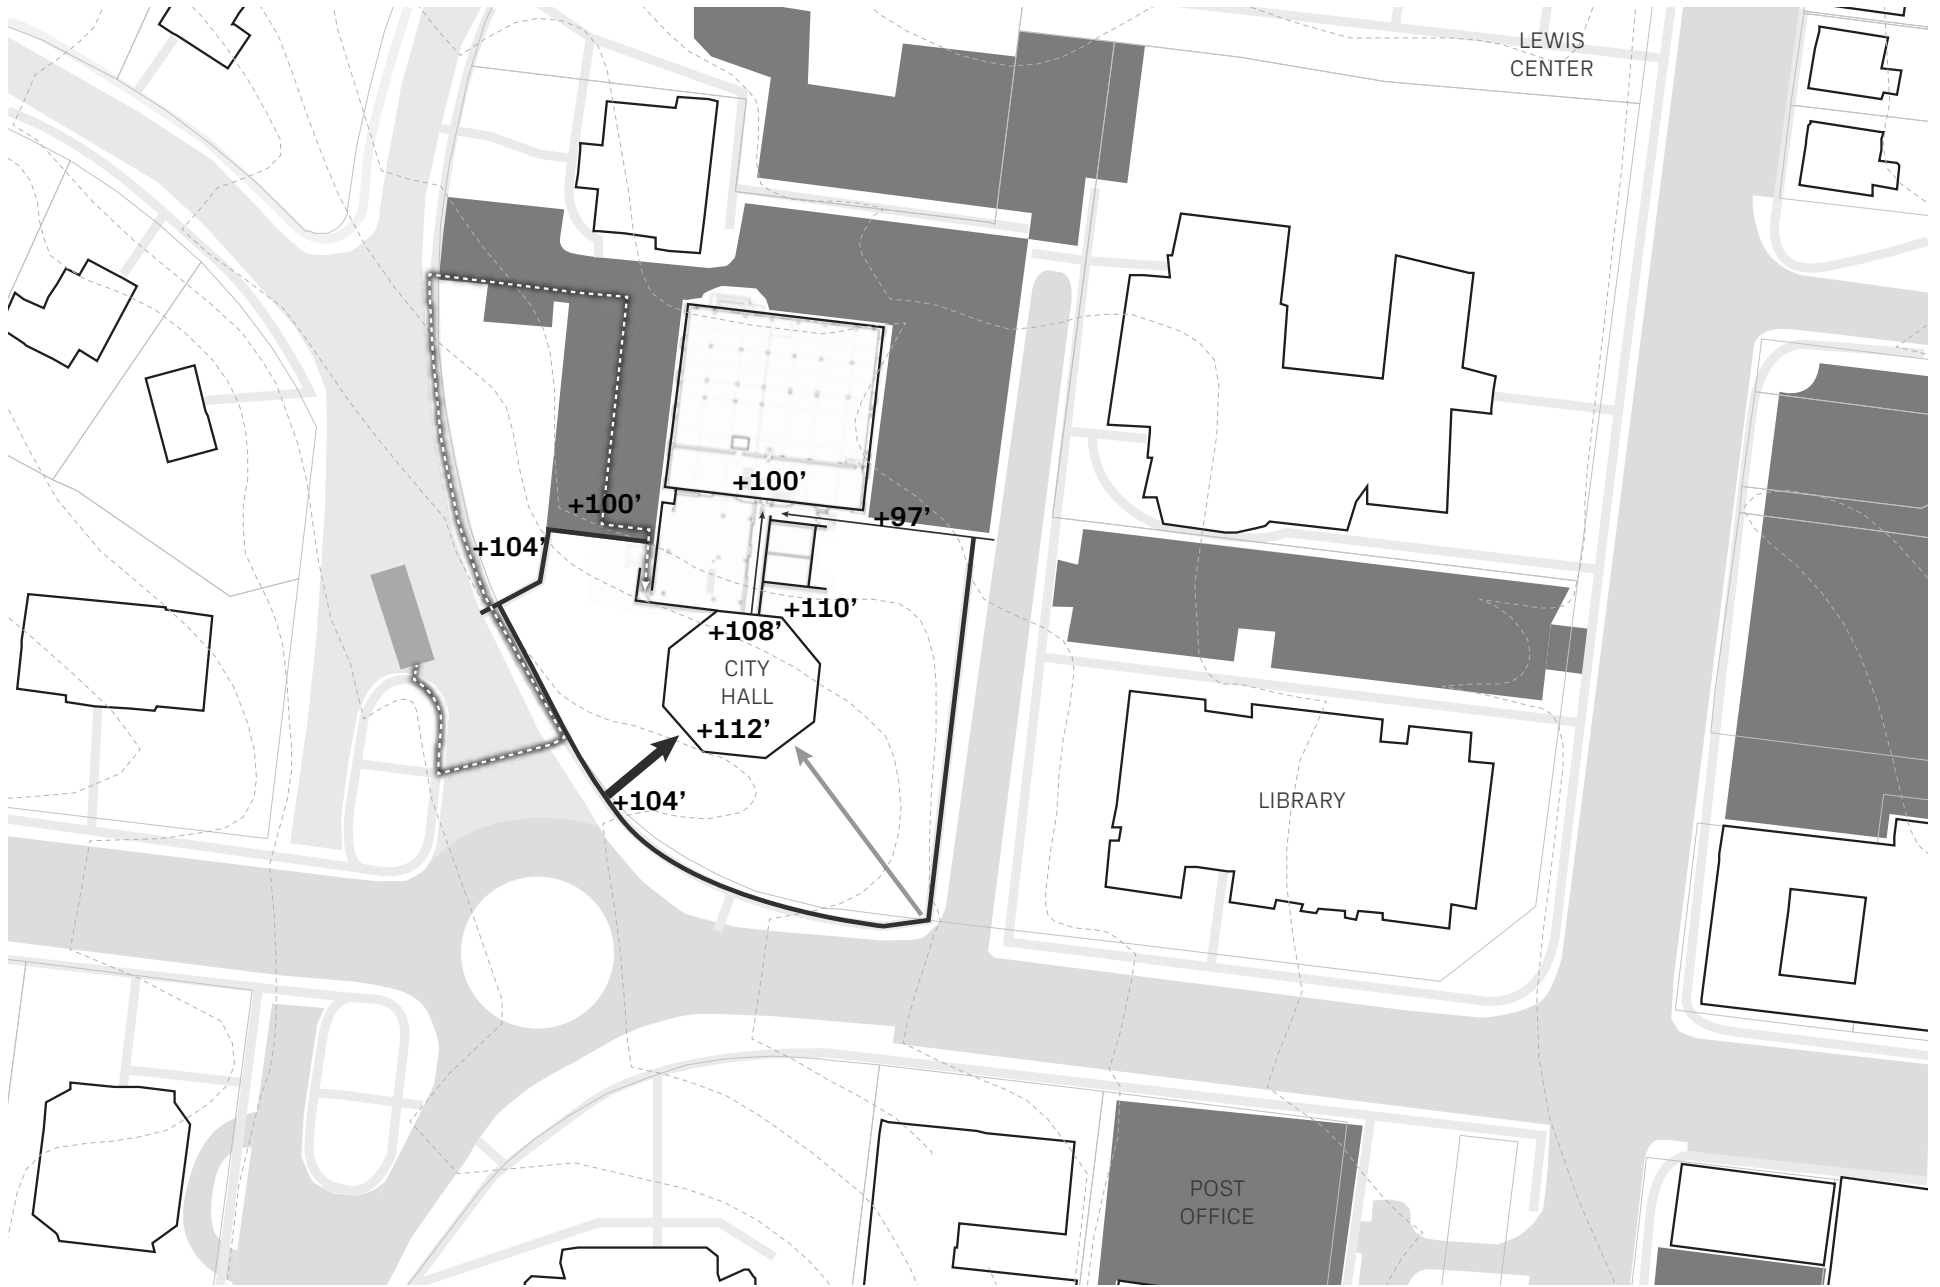 LEWIS
CENTER
+100’
+100’
+97’
+104’
+110’
+108’
CITY
HALL
+112’
+104’
LIBRARY
POST
OFFICE